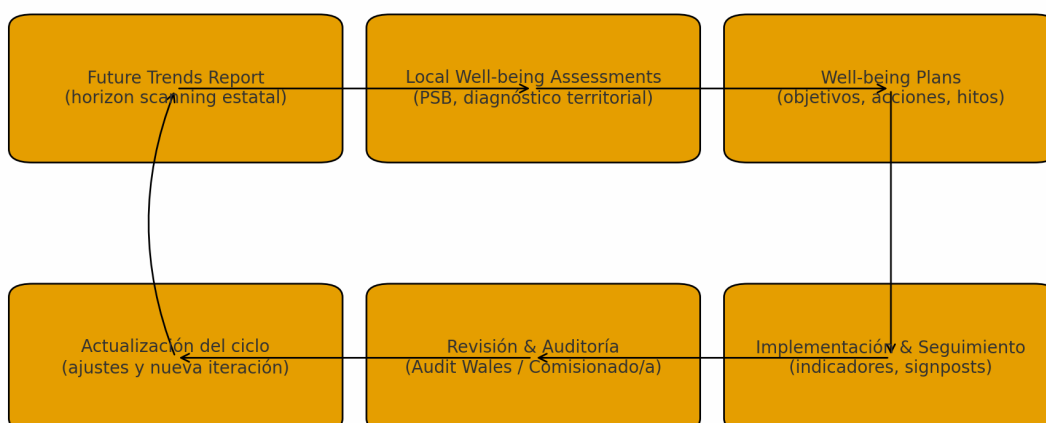 Future Trends Report
(horizon scanning estatal)
Local Well-being Assessments
(PSB, diagnóstico territorial)
Well-being Plans
(objetivos, acciones, hitos)
Actualización del ciclo
(ajustes y nueva iteración)
Revisión & Auditoría
(Audit Wales / Comisionado/a)
Implementación & Seguimiento
(indicadores, signposts)